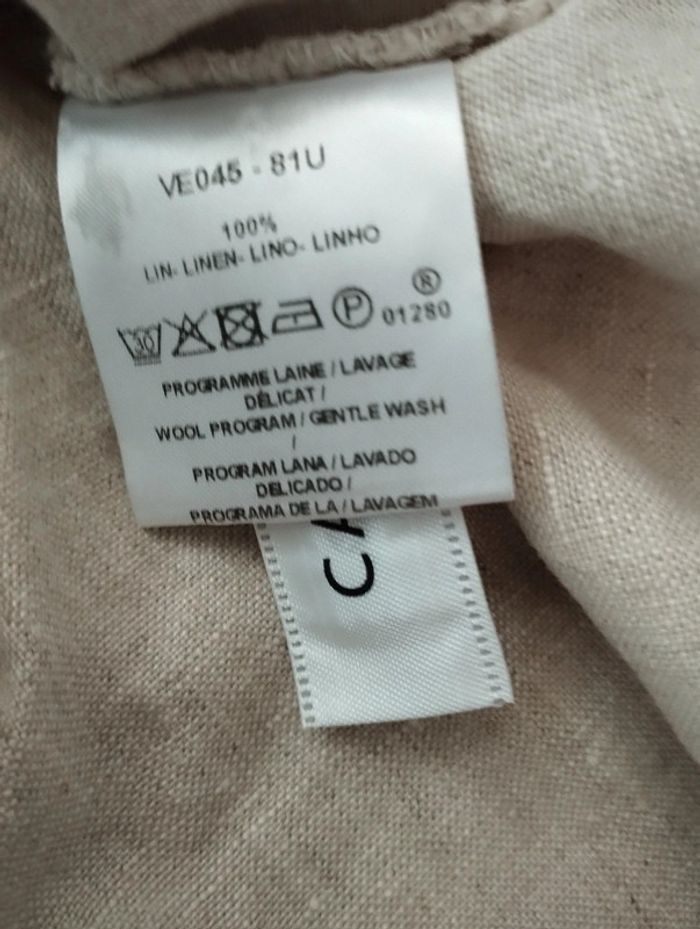 VE045 - 81U
100%
LIN- LINEN- LINO- LINHO
30
P
®
01280
PROGRAMME LAINE / LAVAGE
DÉLICAT /
WOOL PROGRAM / GENTLE WASH
/
PROGRAM LANA / LAVADO
DELICADO /
PROGRAMA DE LA / LAVAGEM
CA